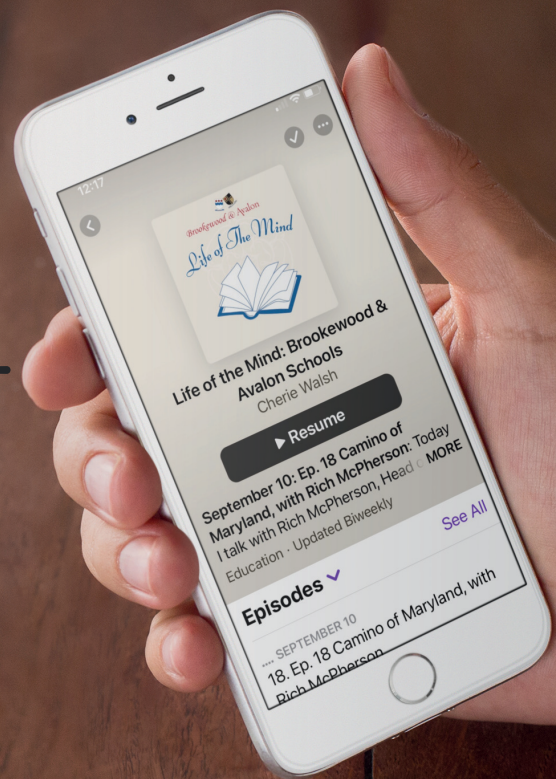 12:17
Brookewood & Avalon
Life of The Mind
Life of the Mind: Brookewood &
Avalon Schools
Cherie Walsh
Resume
September 10: Ep. 18 Camino of
Maryland, with Rich McPherson: Today
I talk with Rich McPherson, Head MORE
Education · Updated Biweekly
See All
Episodes
.... SEPTEMBER 10
18. Ep. 18 Camino of Maryland, with
Rich McPherson